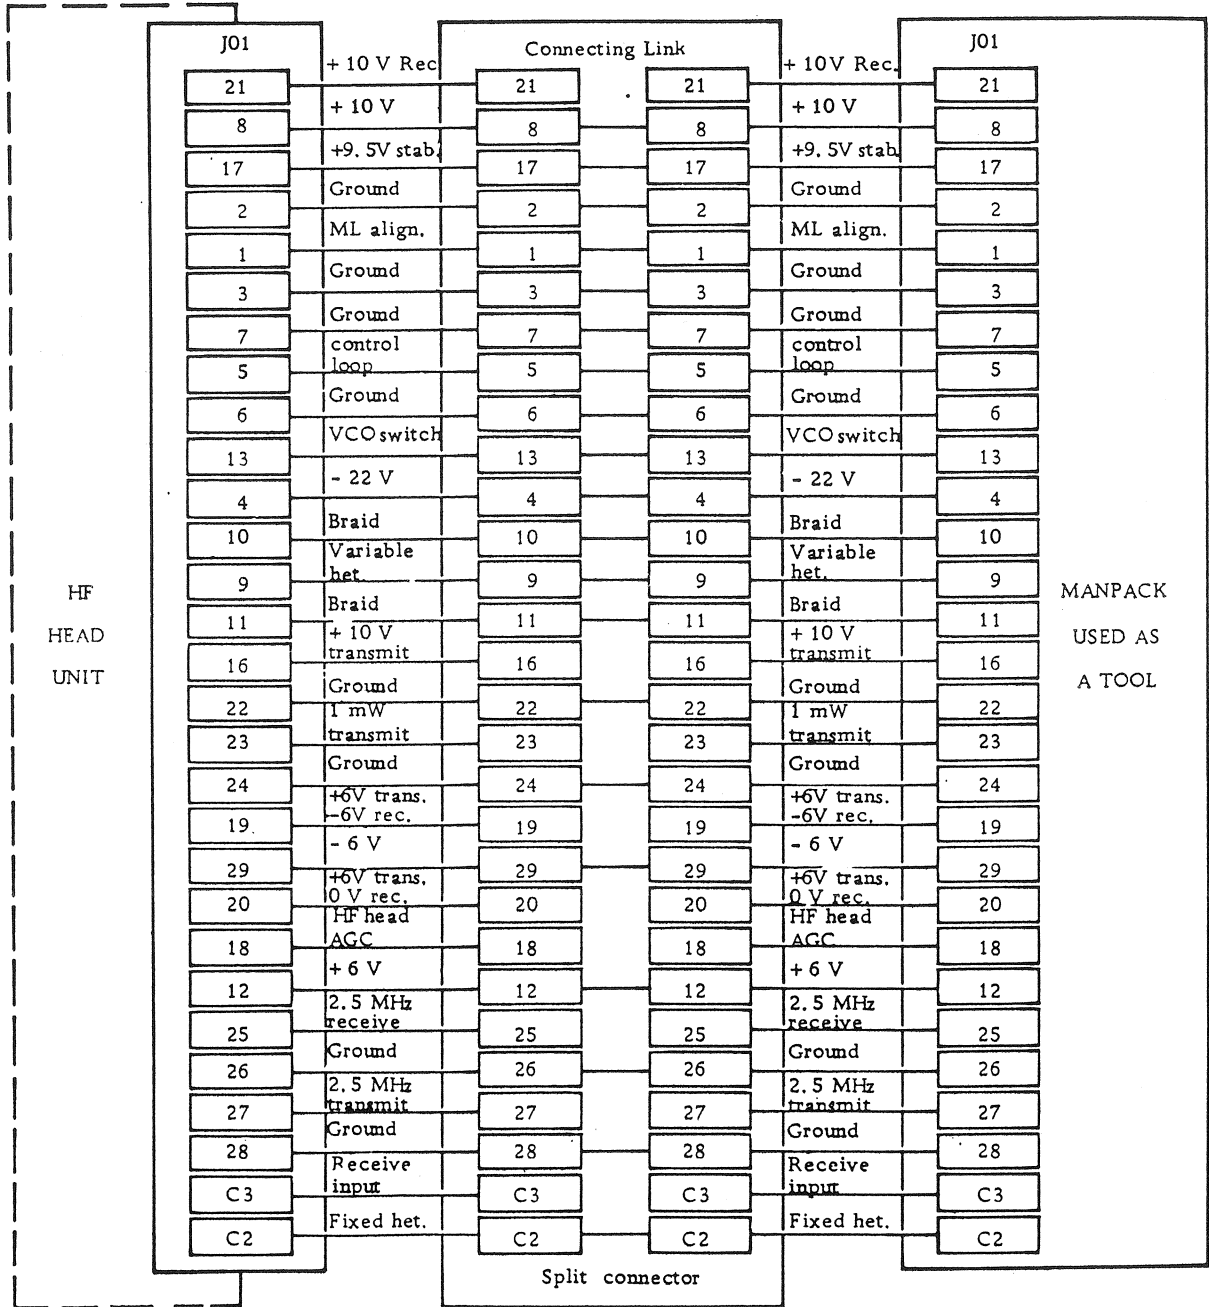 J01
Connecting Link
J01
+ 10 V Rec
+ 10V Rec.
21 21 21 21
+ 10 V
+ 10 V
8 8 8 8
+9. 5V stab.
+9. 5V stab
17 17 17 17
Ground
Ground
2 2 2 2
ML align.
ML align.
1 1 1 1
Ground
Ground
3 3 3 3
Ground
Ground
7 7 7 7
control
control
loop
loop
5 5 5 5
Ground
Ground
6 6 6 6
VCO switch
VCO switch
13 13 13 13
- 22 V
- 22 V
4 4 4 4
Braid
Braid
10 10 10 10
Variable
Variable
het.
het.
9 9 9 9
HF
HEAD
UNIT
MANPACK
USED AS
A TOOL
Braid
Braid
11 11 11 11
+ 10 V
+ 10 V
transmit
transmit
16 16 16 16
Ground
Ground
22 22 22 22
1 mW
1 mW
transmit
transmit
23 23 23 23
Ground
Ground
24 24 24 24
+6V trans.
+6V trans.
-6V rec.
-6V rec.
19. 19 19 19
- 6 V
- 6 V
29 29 29 29
+6V trans.
+6V trans.
0 V rec.
0 V rec.
20 20 20 20
HF head
HF head
AGC
AGC
18 18 18 18
+ 6 V
+ 6 V
12 12 12 12
2. 5 MHz
2. 5 MHz
receive
receive
25 25 25 25
Ground
Ground
26 26 26 26
2. 5 MHz
2. 5 MHz
transmit
transmit
27 27 27 27
Ground
Ground
28 28 28 28
Receive
Receive
input
input
C3 C3 C3 C3
Fixed het.
Fixed het.
C2 C2 C2 C2
Split connector